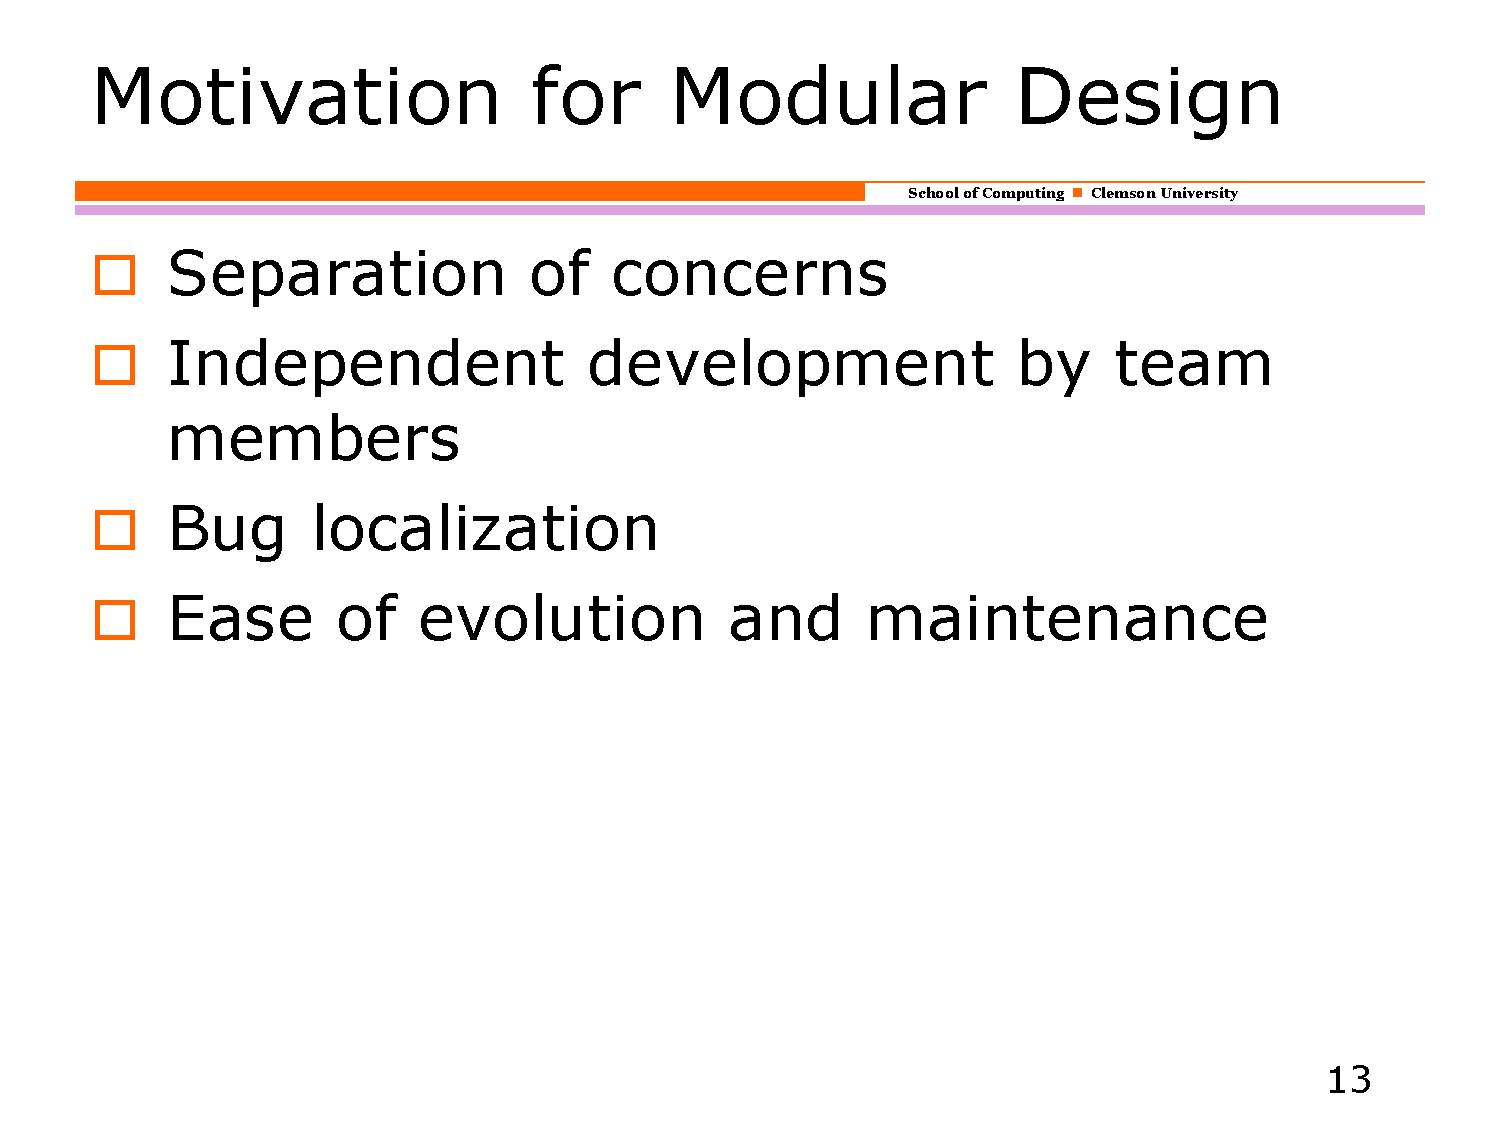 Motivation for Modular Design
School of Computing ■ Clemson University
Separation of concerns
Independent development by team
members
Bug localization
Ease of evolution and maintenance
13